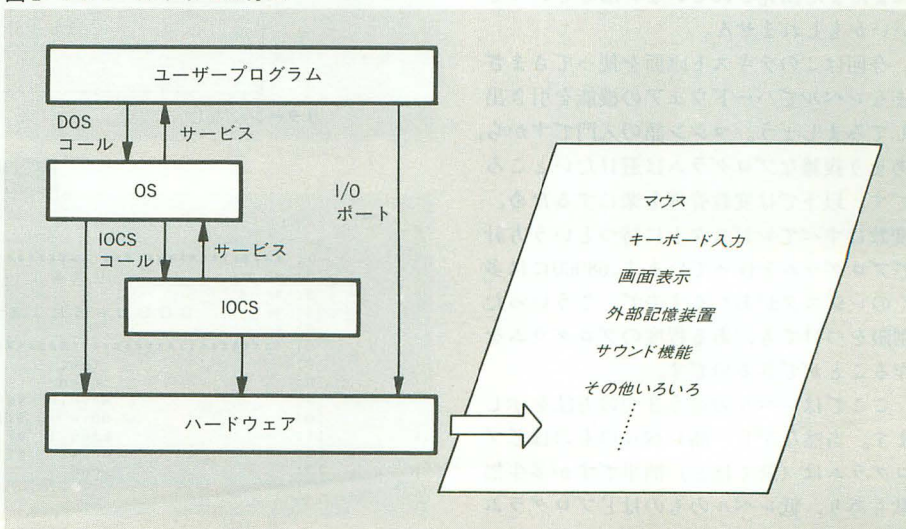 ユーザープログラム
DOS
コール
サービス
OS
I/O
ポート
IOCS
コール
サービス
IOCS
ハードウェア
マウス
キーボード入力
画面表示
外部記憶装置
サウンド機能
その他いろいろ